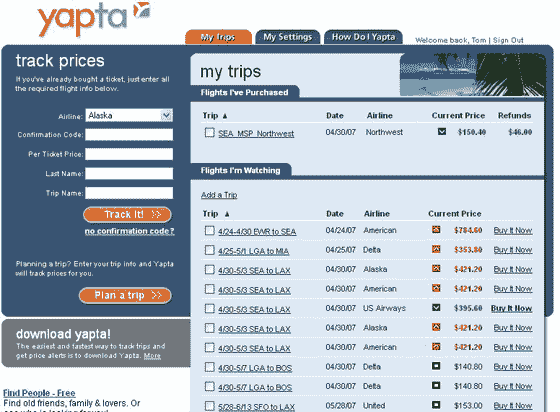 yapta
My Trips My Settings How Do I Yapta Welcome back, Tom | Sign Out
track prices
If you've already bought a ticket, just enter all
the required flight info below.
Airline: Alaska
Confirmation Code:
Per Ticket Price:
Last Name:
Trip Name:
Track It! >>
no confirmation code?
Planning a trip? Enter your trip info and Yapta
will track prices for you.
Plan a trip >>
download yapta!
The easiest and fastest way to track trips and
get price alerts is to download Yapta. More
Find People - Free
Find old friends, family & lovers. Or
my trips
Flights I've Purchased
Trip ▲ Date Airline Current Price Refunds
SEA_MSP_Northwest 04/30/07 Northwest $150.40 $46.00
Flights I'm Watching
Add a Trip
Trip ▲ Date Airline Current Price
4/24-4/30 EWR to SEA 04/24/07 American $784.60 Buy It Now
4/25-5/1 LGA to MIA 04/25/07 Delta $353.80 Buy It Now
4/30-5/3 SEA to LAX 04/30/07 Alaska $421.20 Buy It Now
4/30-5/3 SEA to LAX 04/30/07 American $421.20 Buy It Now
4/30-5/3 SEA to LAX 04/30/07 US Airways $395.60 Buy It Now
4/30-5/3 SEA to LAX 04/30/07 Alaska $421.20 Buy It Now
4/30-5/3 SEA to LAX 04/30/07 American $421.20 Buy It Now
4/30-5/7 LGA to BOS 04/30/07 Delta $140.80 Buy It Now
4/30-5/7 LGA to BOS 04/30/07 Delta $140.80 Buy It Now
5/28-6/13 SFO to LAX 05/28/07 United $153.00 Buy It Now